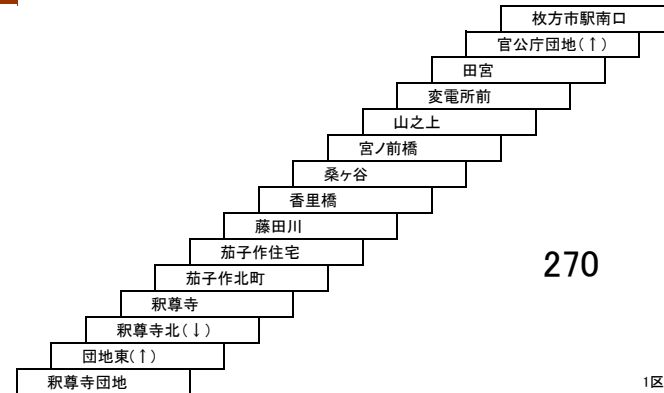 枚方市駅南口
官公庁団地(↑)
田宮
変電所前
山之上
宮ノ前橋
桑ヶ谷
香里橋
藤田川
茄子作住宅
茄子作北町
釈尊寺
釈尊寺北(↓)
団地東(↑)
釈尊寺団地
270
1区